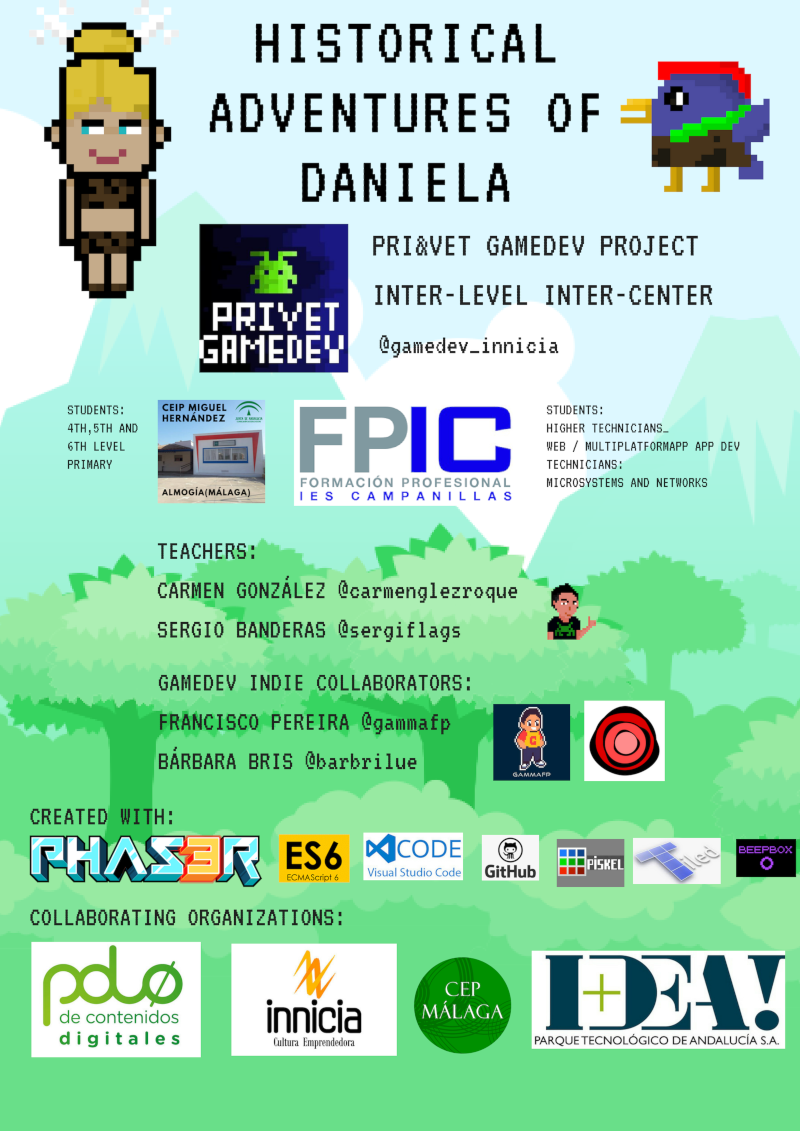 HISTORICAL
ADVENTURES OF
DANIELA
PRIVET
GAMEDEV
PRI&VET GAMEDEV PROJECT
INTER-LEVEL INTER-CENTER
@gamedev_innicia
STUDENTS:
4TH,5TH AND
6TH LEVEL
PRIMARY
CEIP MIGUEL
HERNÁNDEZ
ALMOGÍA(MÁLAGA)
FPIC
FORMACIÓN PROFESIONAL
IES CAMPANILLAS
STUDENTS:
HIGHER TECHNICIANS_
WEB / MULTIPLATFORMAPP APP DEV
TECHNICIANS:
MICROSYSTEMS AND NETWORKS
TEACHERS:
CARMEN GONZÁLEZ @carmenglezroque
SERGIO BANDERAS @sergiflags
GAMEDEV INDIE COLLABORATORS:
FRANCISCO PEREIRA @gammafp
BÁRBARA BRIS @barbrilue
GAMMAFP
CREATED WITH:
PHAS3R
ES6
ECMAScript 6
CODE
Visual Studio Code
GitHub
PiSKEL
Tiled
BEEPBOX
COLLABORATING ORGANIZATIONS:
polo
de contenidos
digitales
innicia
Cultura Emprendedora
CEP
MÁLAGA
I+DEA!
PARQUE TECNOLÓGICO DE ANDALUCÍA S.A.